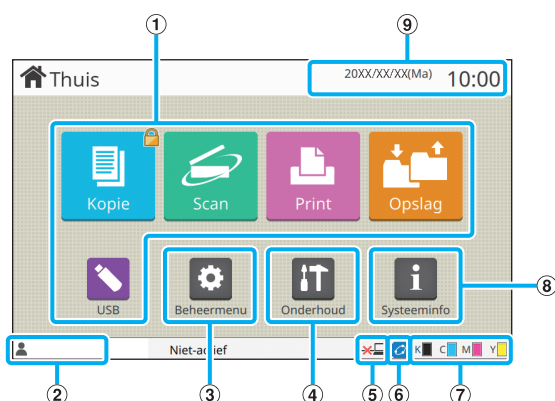 1 9
Thuis 20XX/XX/XX(Ma) 10:00
Kopie Scan Print Opslag
i
USB Beheermenu Onderhoud Systeeminfo
8
Niet-actief K C M Y
2 3 4 5 6 7